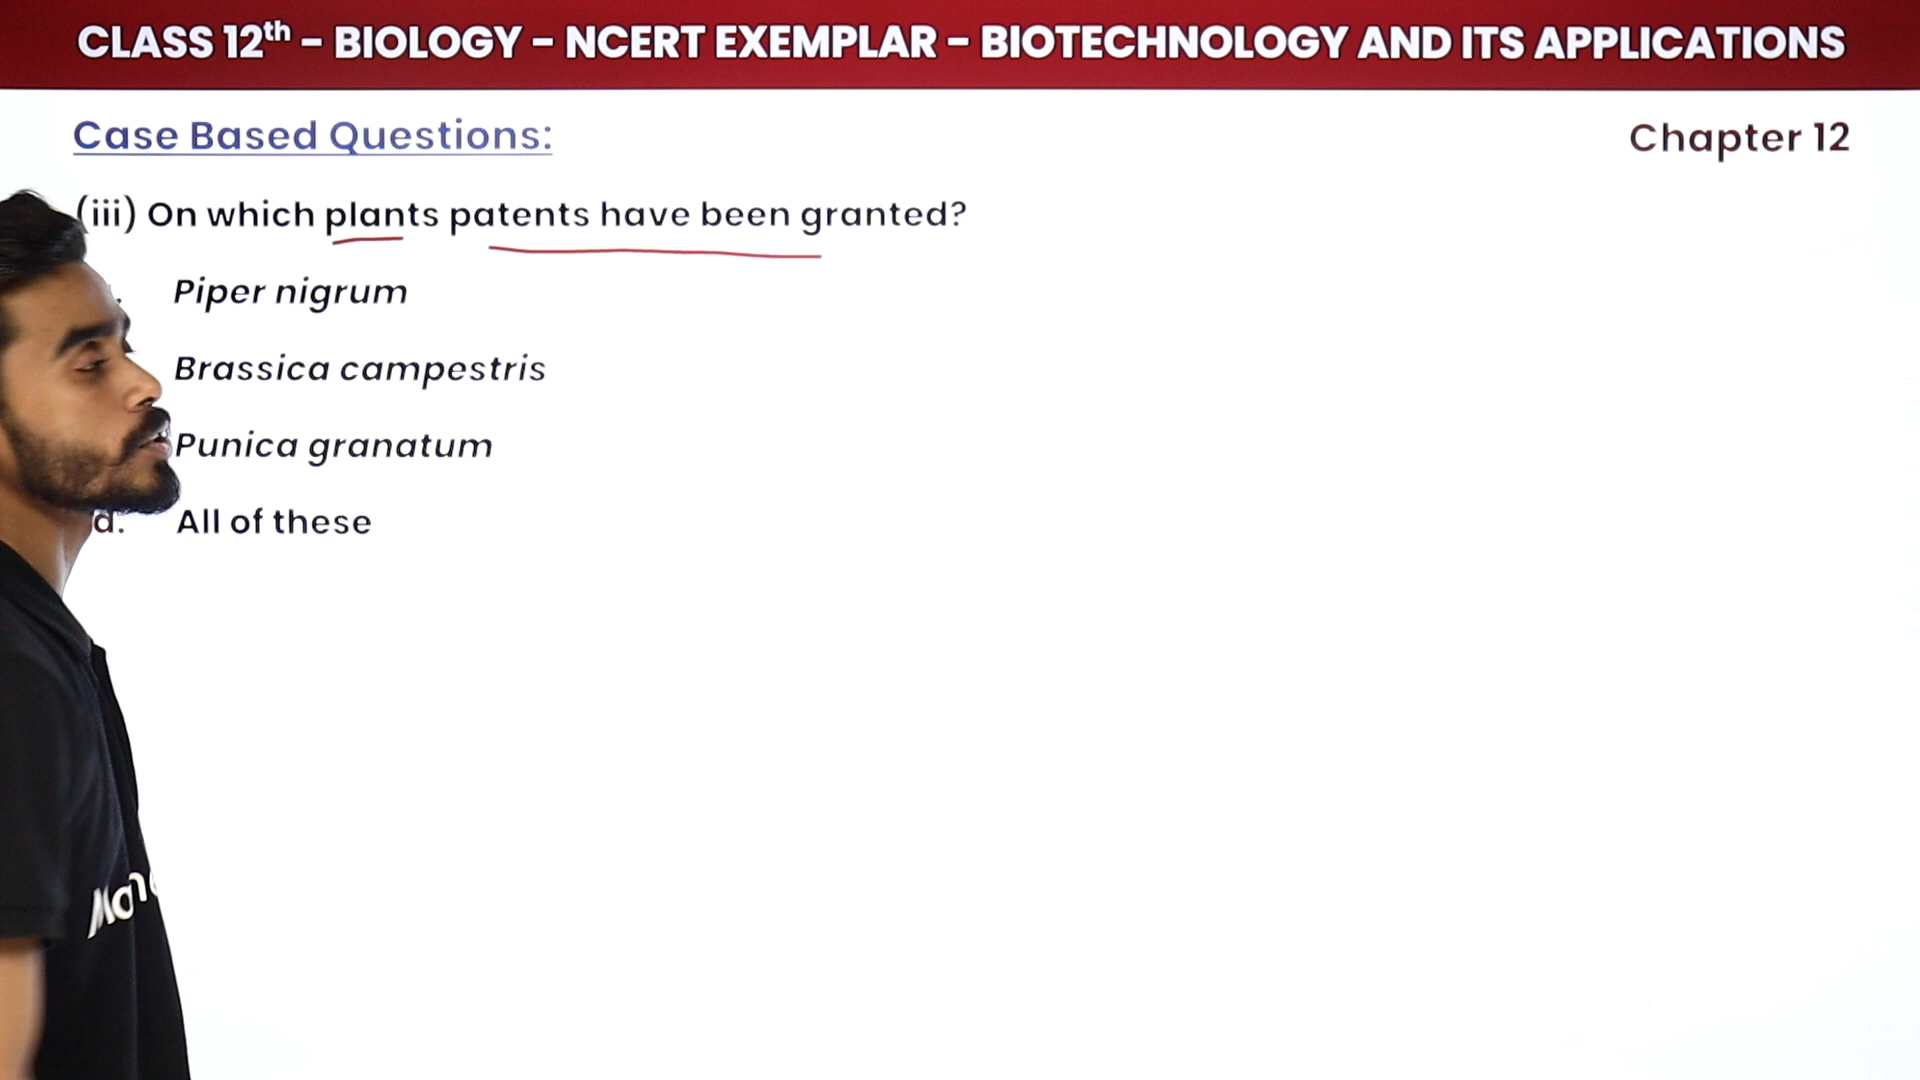 CLASS 12th - BIOLOGY - NCERT EXEMPLAR - BIOTECHNOLOGY AND ITS APPLICATIONS
Case Based Questions:
Chapter 12
(iii) On which plants patents have been granted?
Piper nigrum
Brassica campestris
Punica granatum
d. All of these